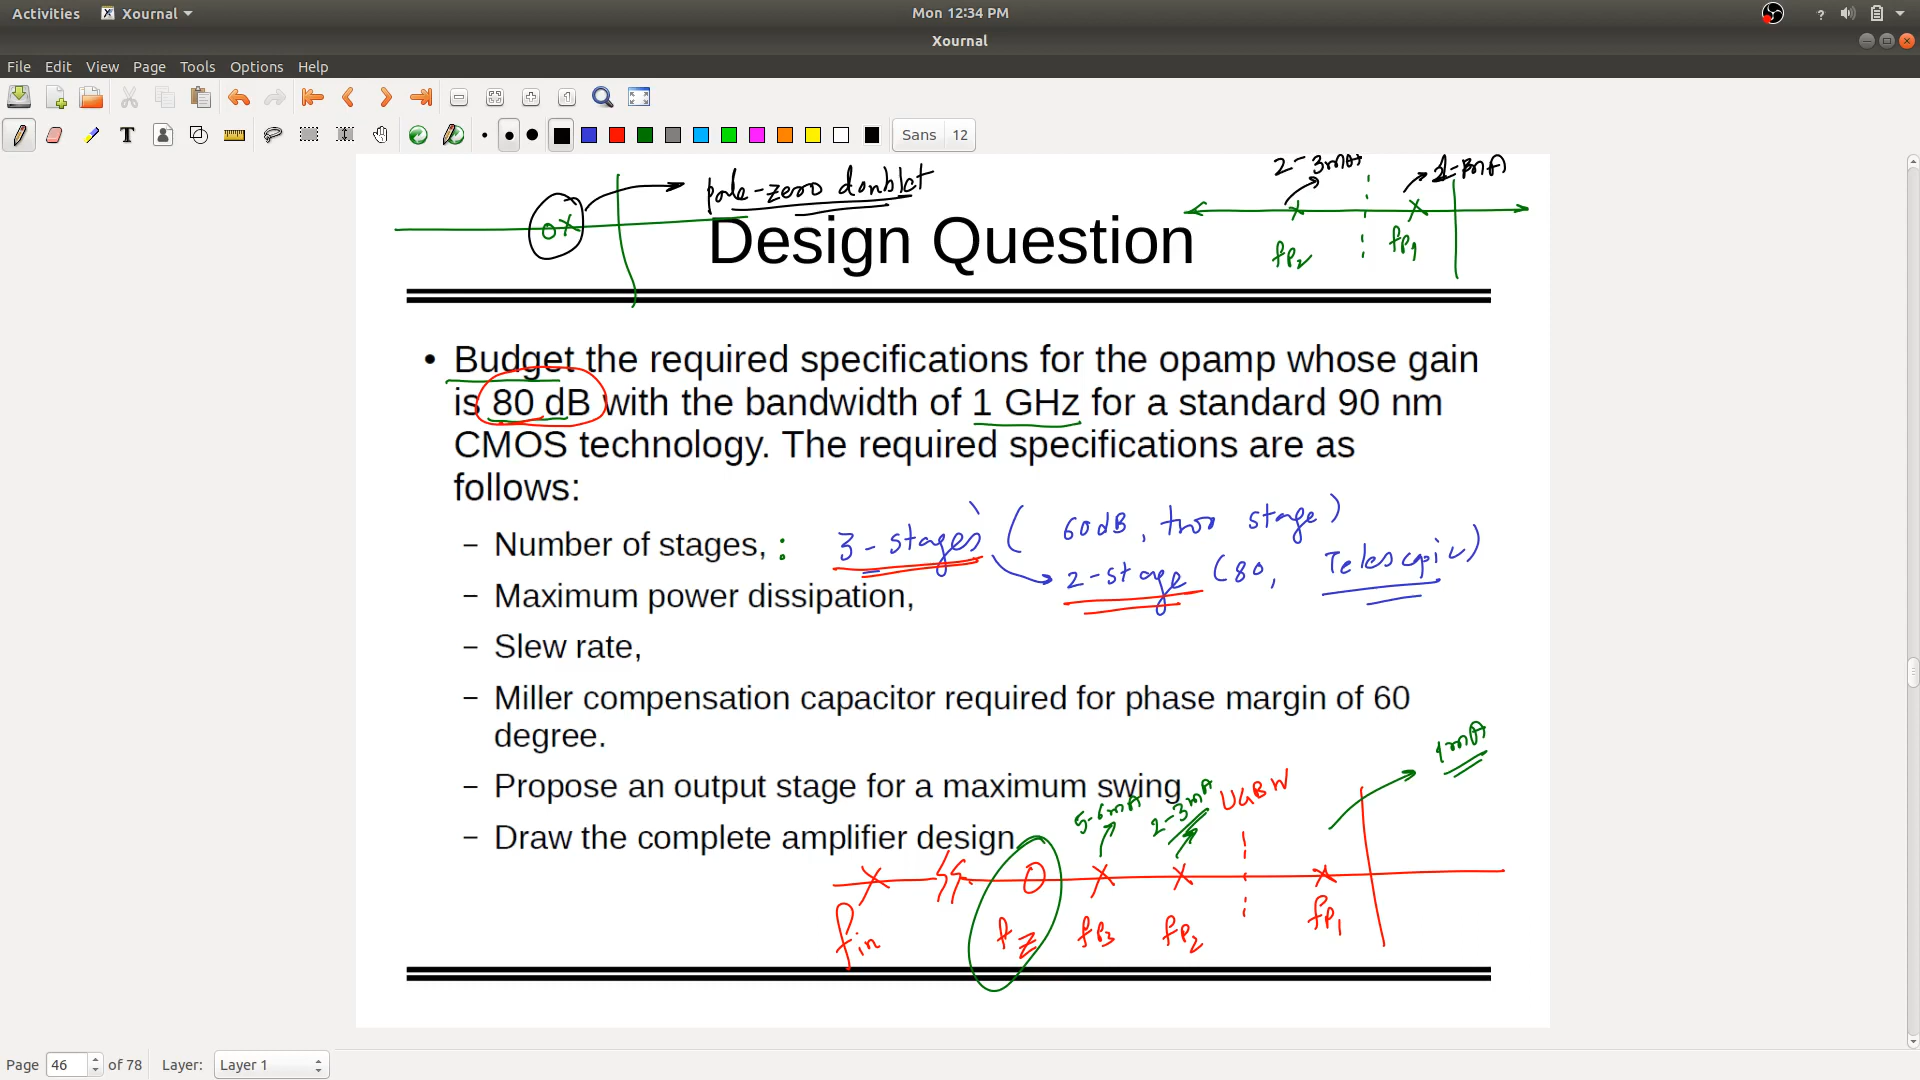 Activities Xournal Mon 12:34 PM ?
Xournal
File Edit View Page Tools Options Help
T Sans 12
pole-zero doublet
2-3mA
fp2 fp1
Design Question
• Budget the required specifications for the opamp whose gain
is 80 dB with the bandwidth of 1 GHz for a standard 90 nm
CMOS technology. The required specifications are as
follows:
– Number of stages, : 3-stages ( 60dB, two stage)
2-stage (80, Telescopic)
– Maximum power dissipation,
– Slew rate,
– Miller compensation capacitor required for phase margin of 60
degree.
1mA
– Propose an output stage for a maximum swing
5-6mA 2-3mA UGBW
– Draw the complete amplifier design
fin fz fp3 fp2 fp1
Page 46 of 78 Layer: Layer 1